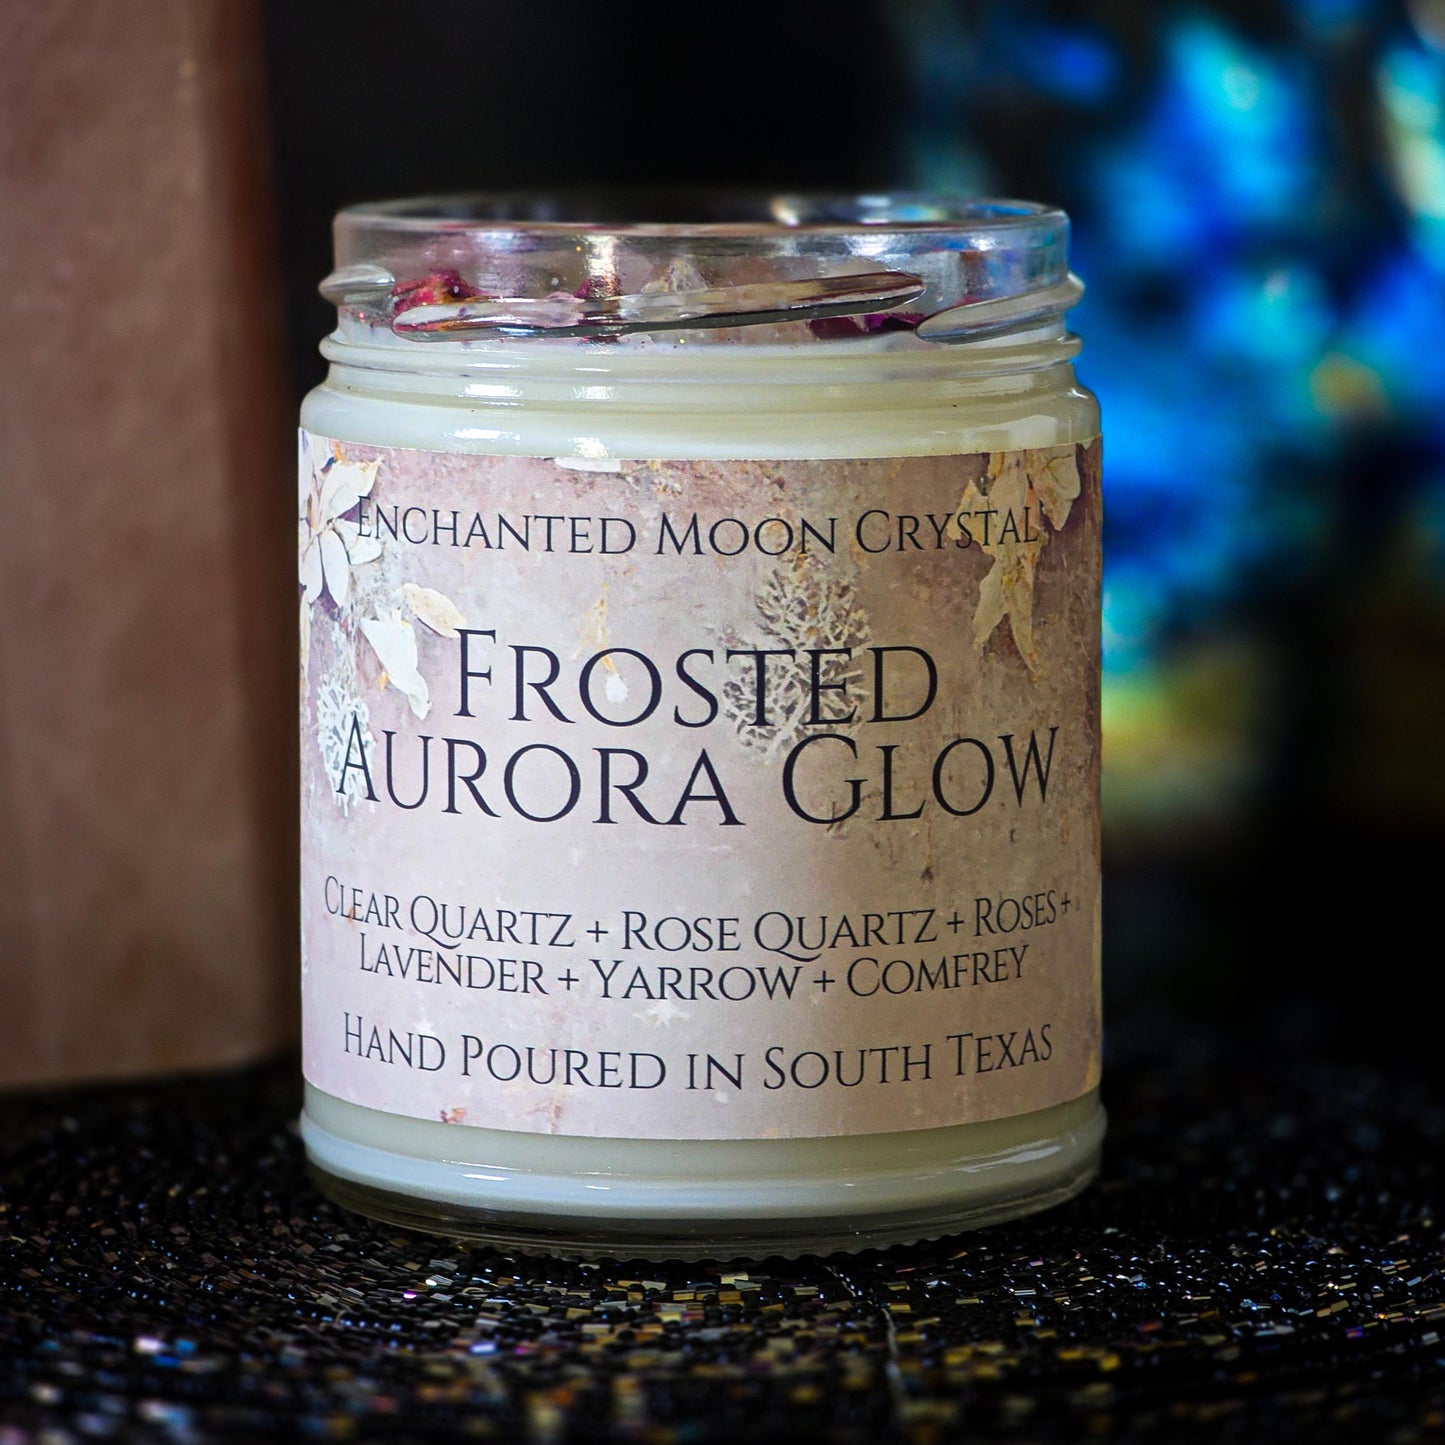 Enchanted Moon Crystal
Frosted
Aurora Glow
Clear Quartz + Rose Quartz + Roses +
Lavender + Yarrow + Comfrey
Hand Poured in South Texas